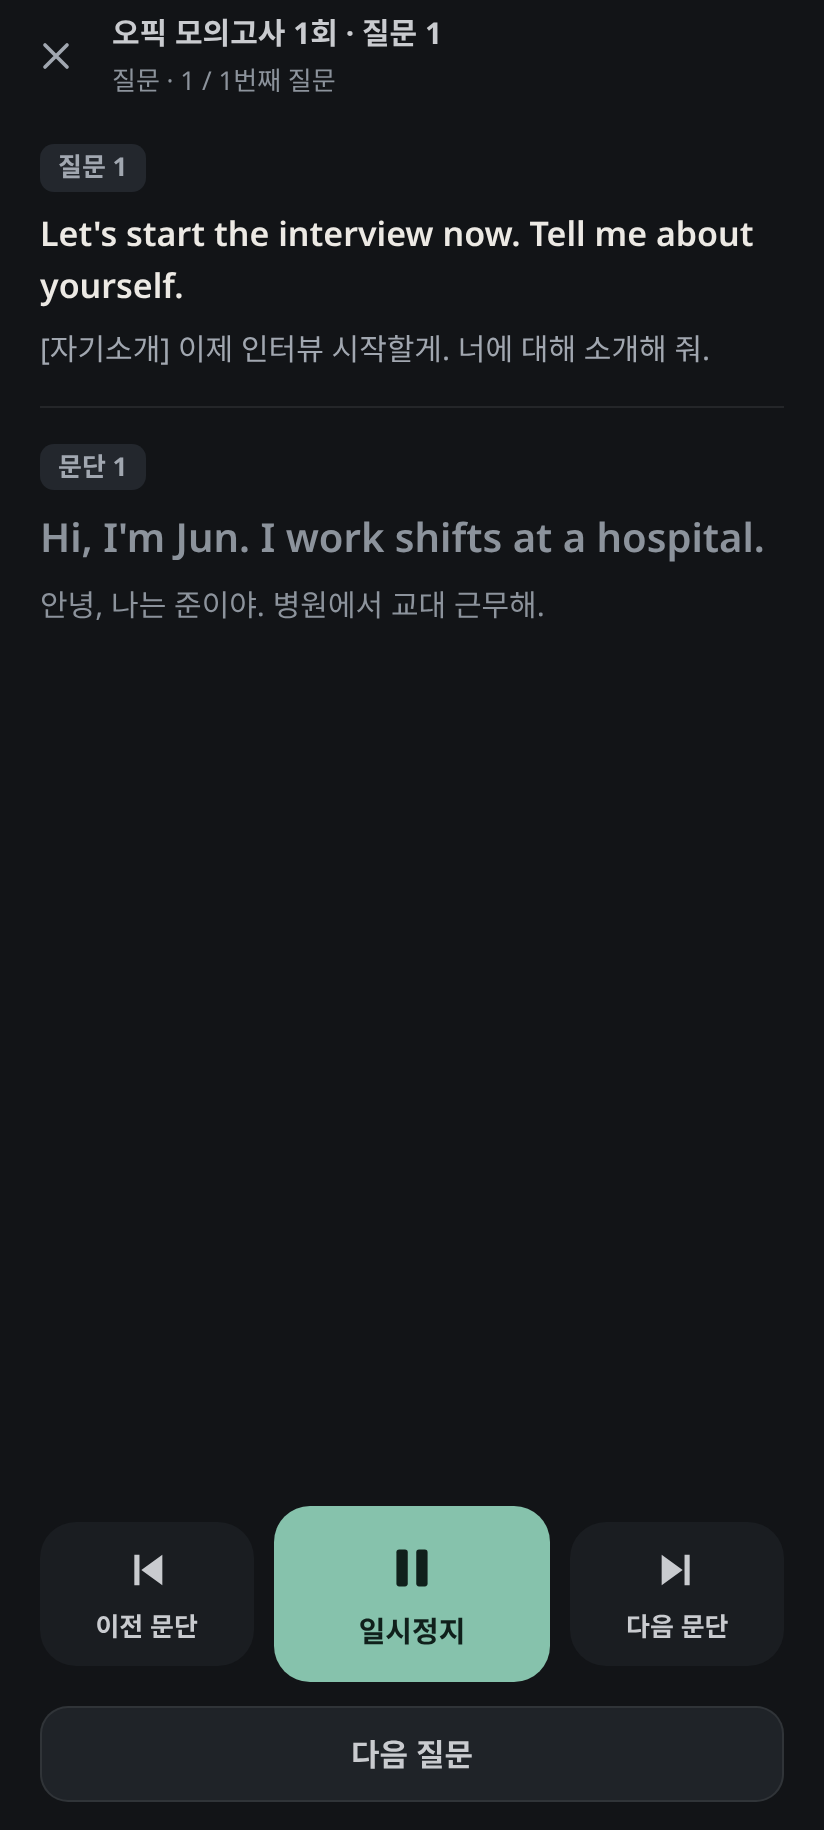 오픽 모의고사 1회 · 질문 1
질문 · 1 / 1번째 질문
질문 1
Let's start the interview now. Tell me about
yourself.
[자기소개] 이제 인터뷰 시작할게. 너에 대해 소개해 줘.
문단 1
Hi, I'm Jun. I work shifts at a hospital.
안녕, 나는 준이야. 병원에서 교대 근무해.
이전 문단
일시정지
다음 문단
다음 질문